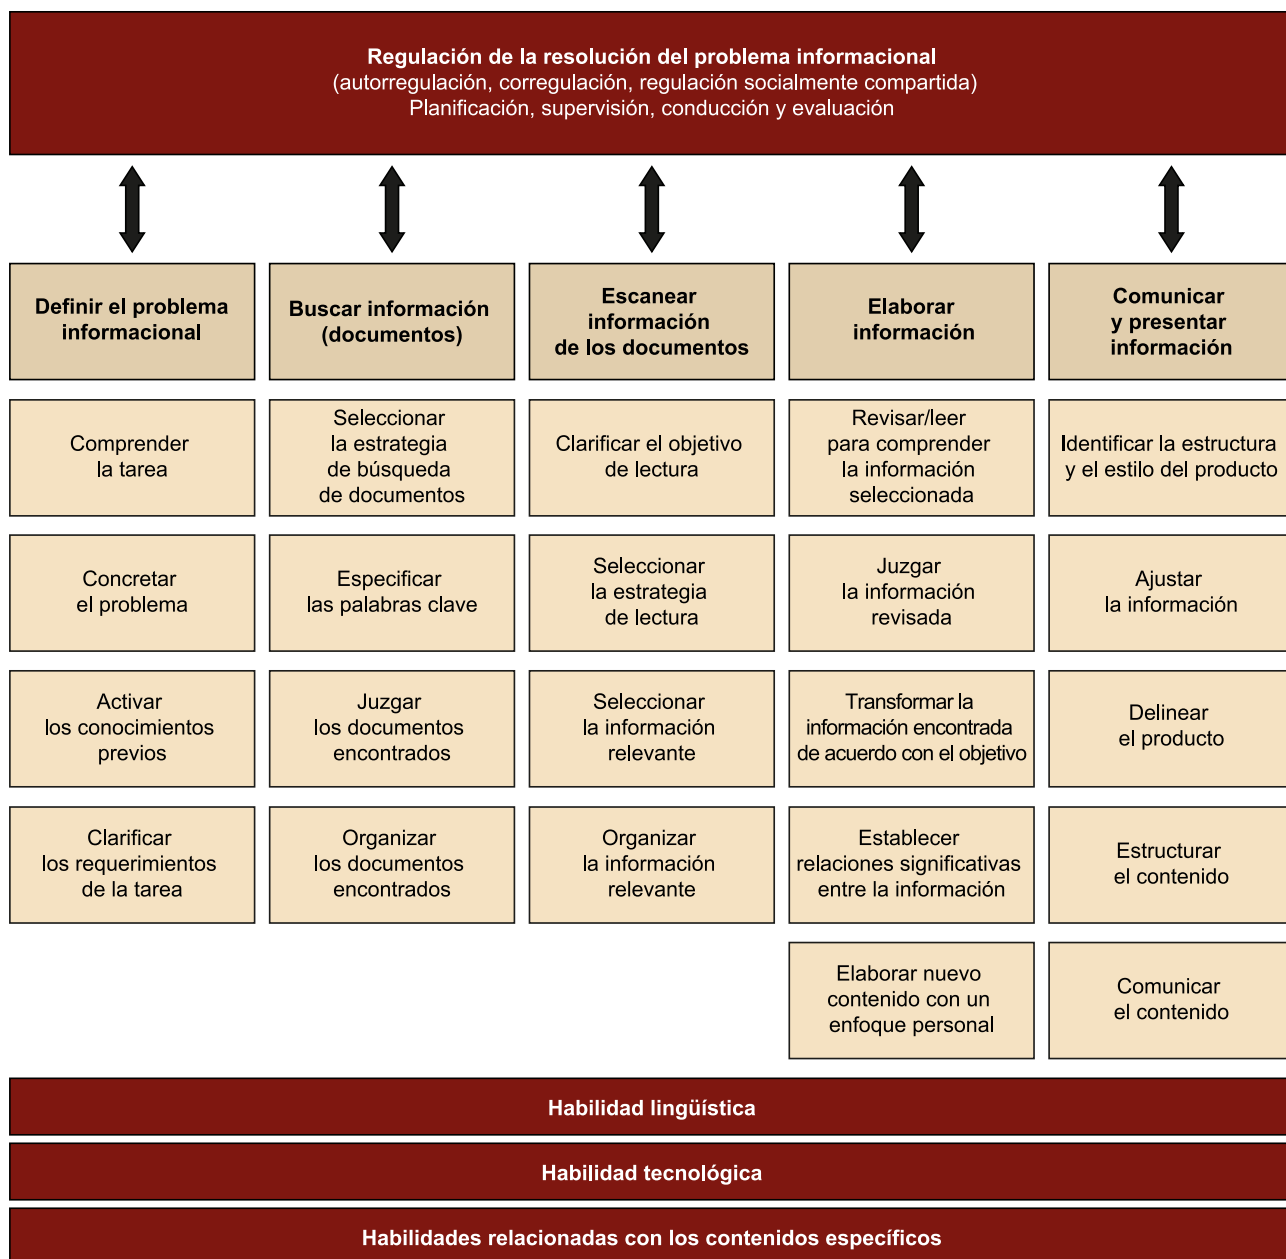 Regulación de la resolución del problema informacional
(autorregulación, corregulación, regulación socialmente compartida)
Planificación, supervisión, conducción y evaluación
Definir el problema
informacional
Comprender
la tarea
Concretar
el problema
Activar
los conocimientos
previos
Clarificar
los requerimientos
de la tarea
Buscar información
(documentos)
Seleccionar
la estrategia
de búsqueda
de documentos
Especificar
las palabras clave
Juzgar
los documentos
encontrados
Organizar
los documentos
encontrados
Escanear
información
de los documentos
Clarificar el objetivo
de lectura
Seleccionar
la estrategia
de lectura
Seleccionar
la información
relevante
Organizar
la información
relevante
Elaborar
información
Revisar/leer
para comprender
la información
seleccionada
Juzgar
la información
revisada
Transformar la
información encontrada
de acuerdo con el objetivo
Establecer
relaciones significativas
entre la información
Elaborar nuevo
contenido con un
enfoque personal
Comunicar
y presentar
información
Identificar la estructura
y el estilo del producto
Ajustar
la información
Delinear
el producto
Estructurar
el contenido
Comunicar
el contenido
Habilidad lingüística
Habilidad tecnológica
Habilidades relacionadas con los contenidos específicos